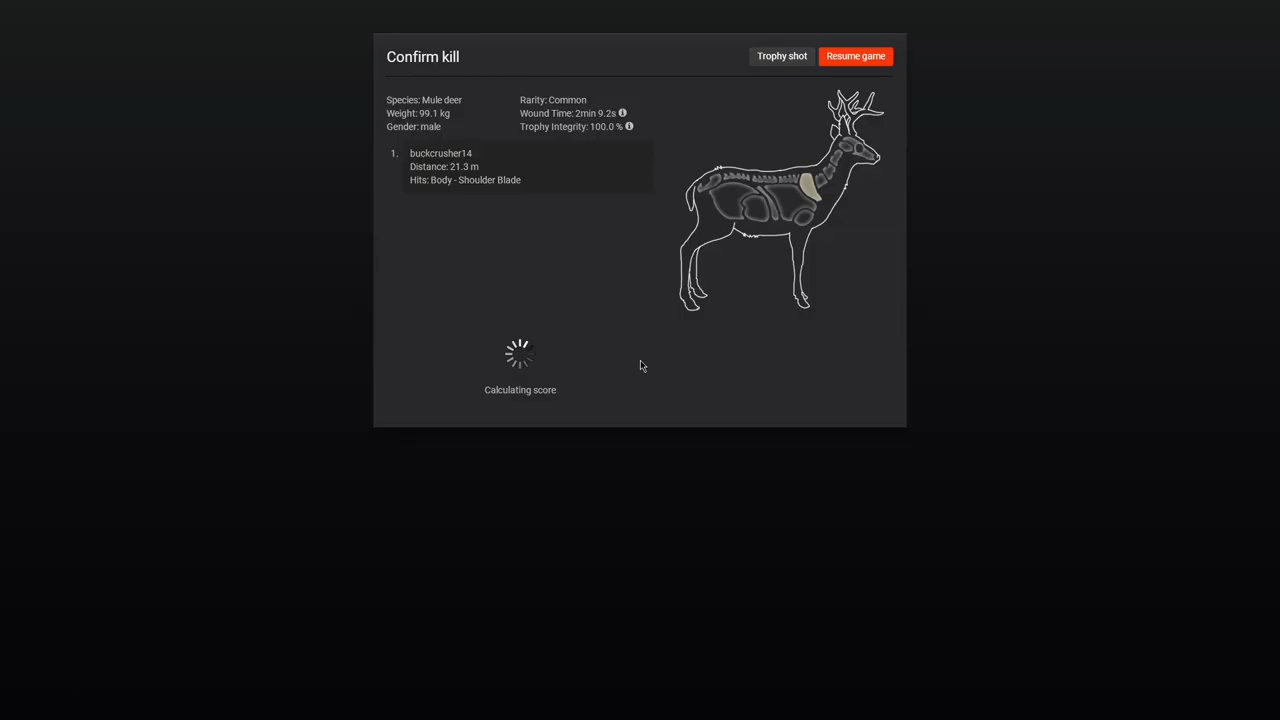 Confirm kill
Trophy shot
Resume game
Species: Mule deer
Weight: 99.1 kg
Gender: male
Rarity: Common
Wound Time: 2min 9.2s
Trophy Integrity: 100.0 %
1. buckcrusher14
Distance: 21.3 m
Hits: Body - Shoulder Blade
Calculating score